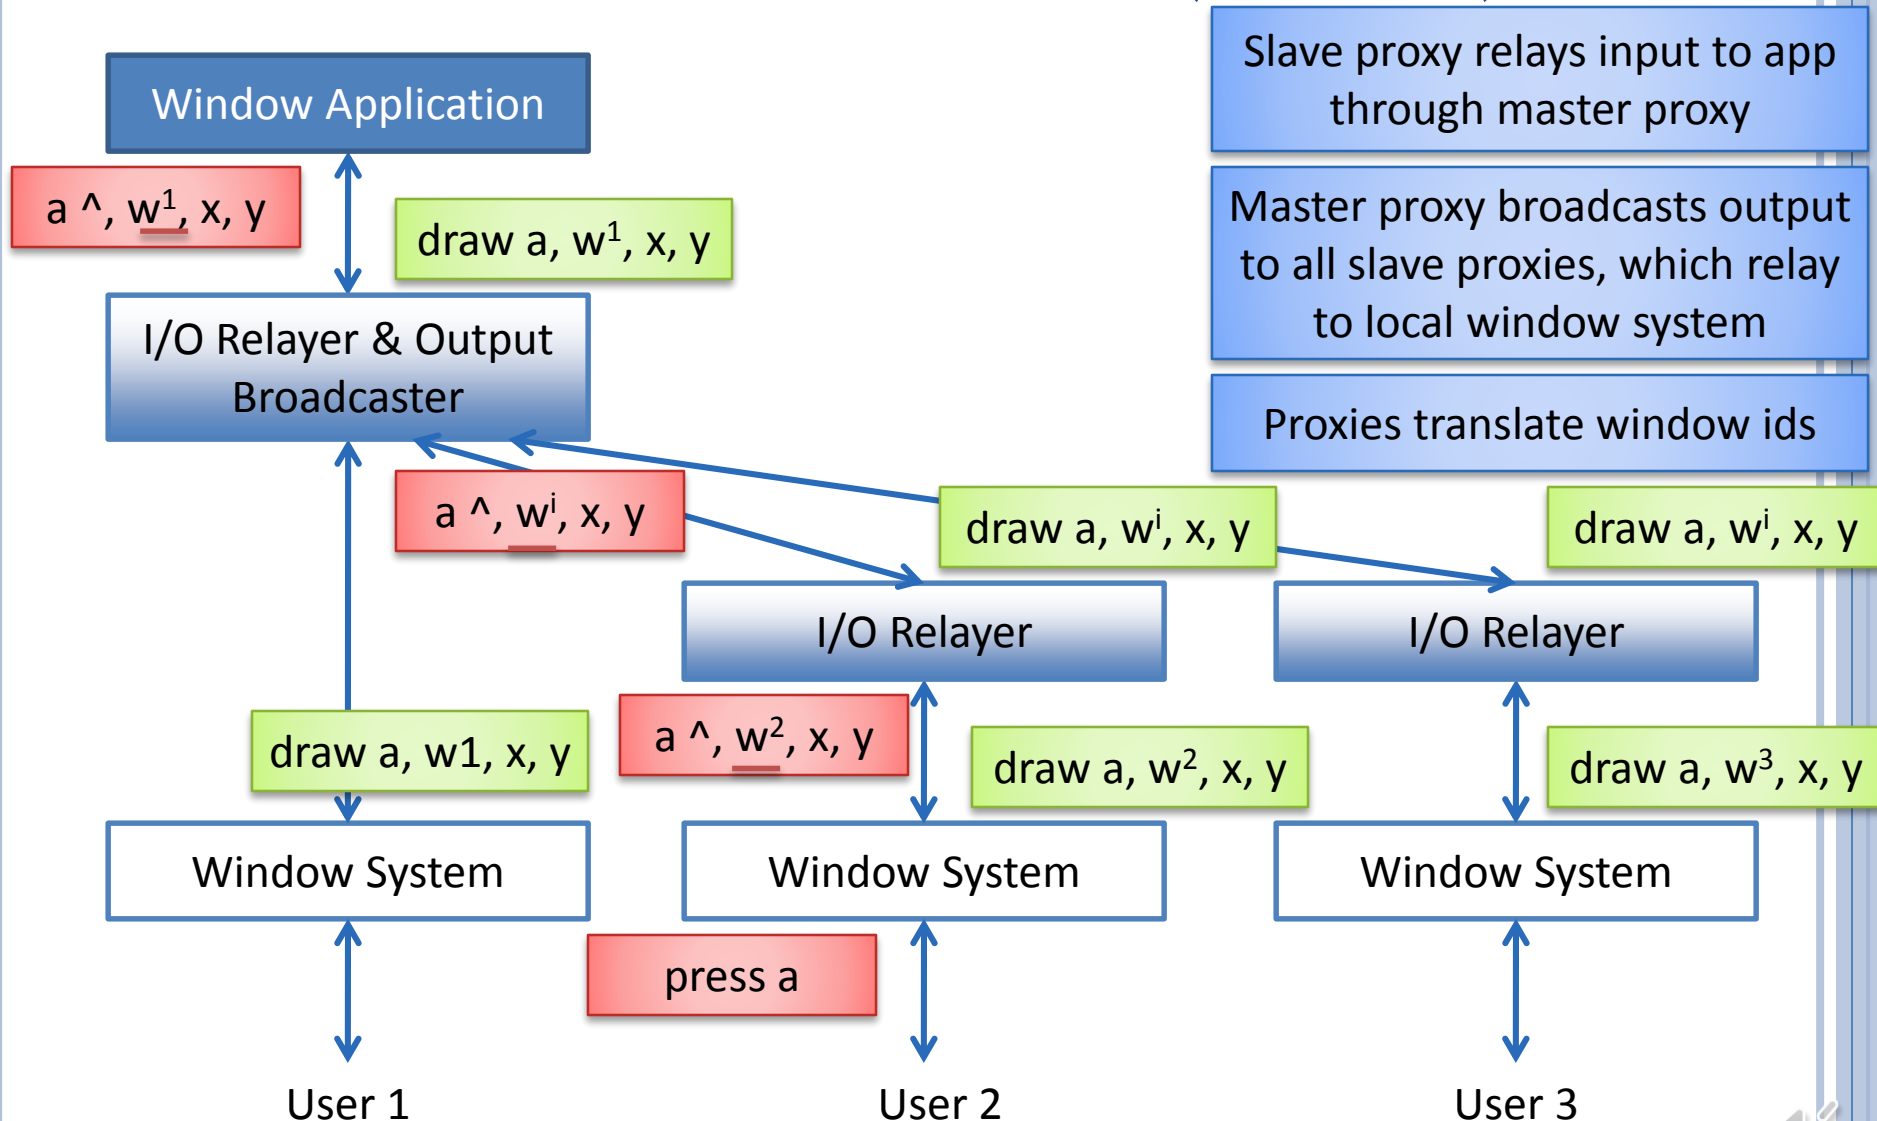 Slave proxy relays input to app
through master proxy
Window Application
a ^, w¹, x, y
draw a, w¹, x, y
Master proxy broadcasts output
to all slave proxies, which relay
to local window system
I/O Relayer & Output
Broadcaster
Proxies translate window ids
a ^, wⁱ, x, y
draw a, wⁱ, x, y
draw a, wⁱ, x, y
I/O Relayer
I/O Relayer
draw a, w1, x, y
a ^, w², x, y
draw a, w², x, y
draw a, w³, x, y
Window System
Window System
Window System
press a
User 1
User 2
User 3